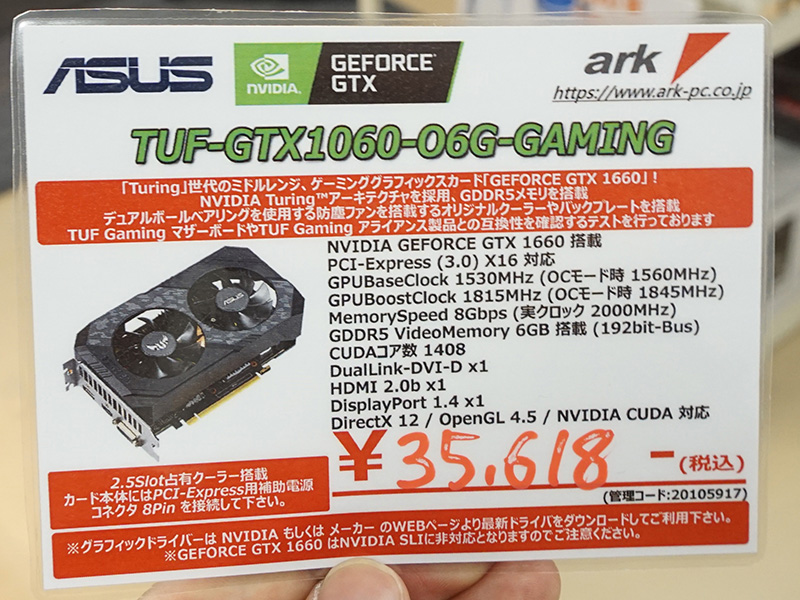 ASUS
NVIDIA.
GEFORCE
GTX
ark
https://www.ark-pc.co.jp
TUF-GTX1060-O6G-GAMING
「Turing」世代のミドルレンジ、ゲーミンググラフィックスカード「GEFORCE GTX 1660」!
NVIDIA Turing™アーキテクチャを採用、GDDR5メモリを搭載
デュアルボールベアリングを使用する防塵ファンを搭載するオリジナルクーラーやバックプレートを搭載
TUF Gaming マザーボードやTUF Gaming アライアンス製品との互換性を確認するテストを行っております
NVIDIA GEFORCE GTX 1660 搭載
PCI-Express (3.0) X16 対応
GPUBaseClock 1530MHz (OCモード時 1560MHz)
GPUBoostClock 1815MHz (OCモード時 1845MHz)
MemorySpeed 8Gbps (実クロック 2000MHz)
GDDR5 VideoMemory 6GB 搭載 (192bit-Bus)
CUDAコア数 1408
DualLink-DVI-D x1
HDMI 2.0b x1
DisplayPort 1.4 x1
DirectX 12 / OpenGL 4.5 / NVIDIA CUDA 対応
ASUS
TUF
¥35,618 -(税込)
(管理コード:20105917)
2.5Slot占有クーラー搭載
カード本体にはPCI-Express用補助電源
コネクタ 8Pin を接続して下さい。
※グラフィックドライバーは NVIDIA もしくは メーカー のWEBページより最新ドライバをダウンロードしてご利用下さい。
※GEFORCE GTX 1660 はNVIDIA SLIに非対応となりますのでご注意ください。